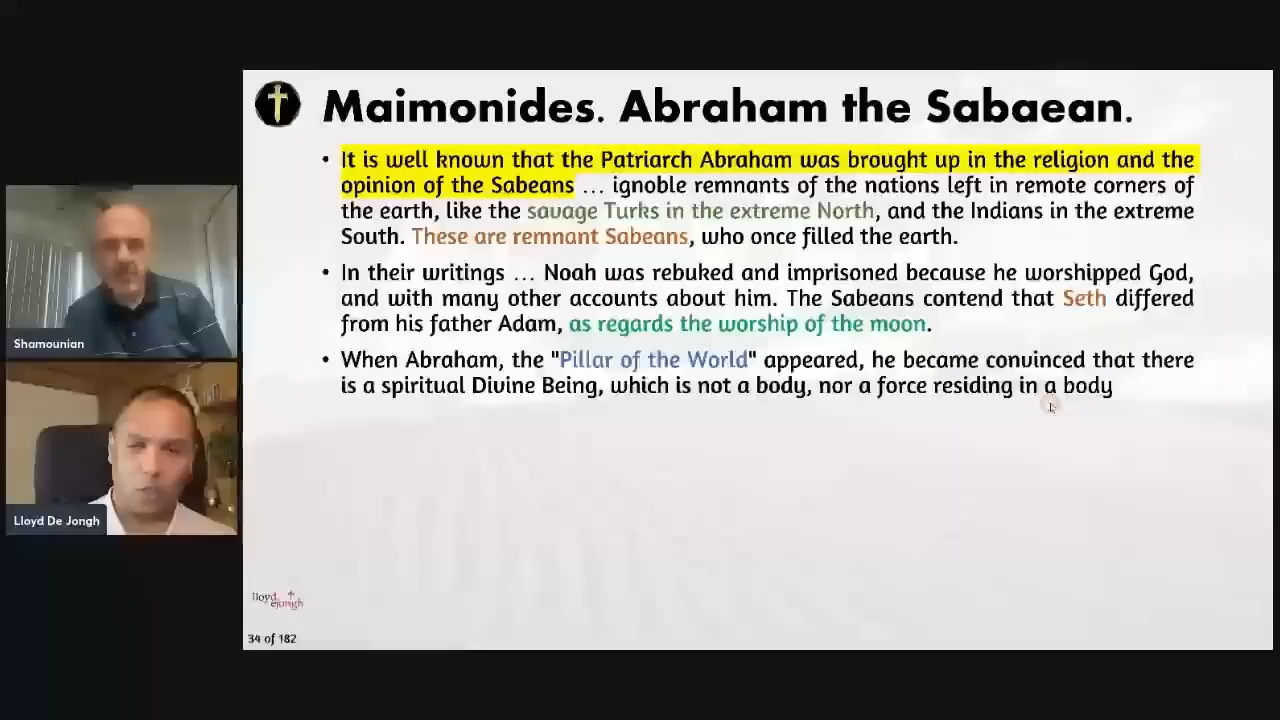 Maimonides. Abraham the Sabaean.
• It is well known that the Patriarch Abraham was brought up in the religion and the
opinion of the Sabeans ... ignoble remnants of the nations left in remote corners of
the earth, like the savage Turks in the extreme North, and the Indians in the extreme
South. These are remnant Sabeans, who once filled the earth.
• In their writings ... Noah was rebuked and imprisoned because he worshipped God,
and with many other accounts about him. The Sabeans contend that Seth differed
from his father Adam, as regards the worship of the moon.
• When Abraham, the "Pillar of the World" appeared, he became convinced that there
is a spiritual Divine Being, which is not a body, nor a force residing in a body
Shamounian
Lloyd De Jongh
lloyd
ejongh
34 of 182